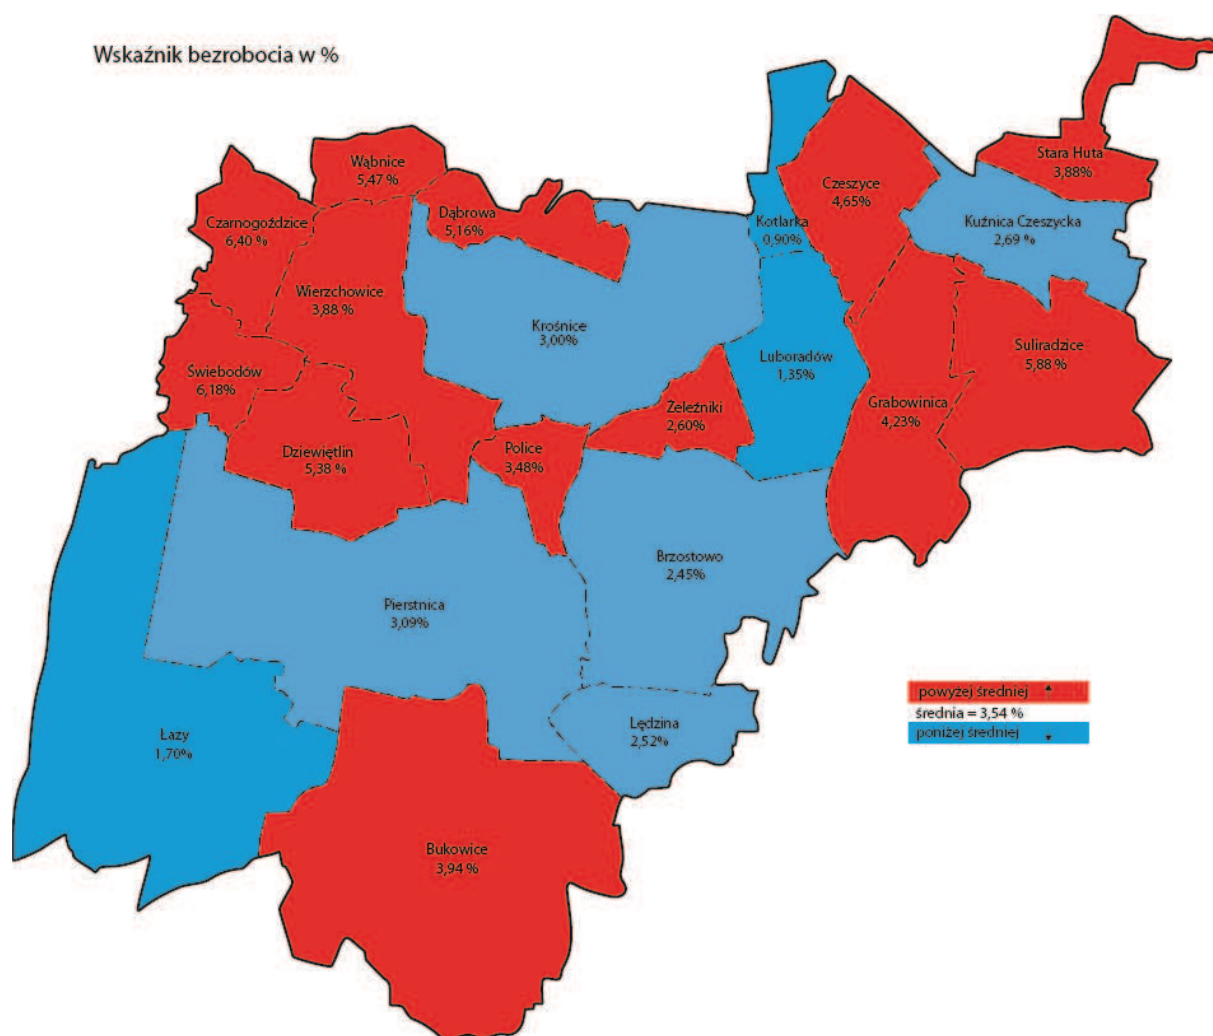 Wskaźnik bezrobocia w %
Stara Huta
3,88%
Wąbnice
5,47 %
Czeszyce
4,65%
Czarnogoździce
6,40 %
Dąbrowa
5,16%
Kotlarka
0,90%
Kuźnica Czeszycka
2,69 %
Wierzchowice
3,88%
Krośnice
3,00%
Suliradzice
5,88 %
Luboradów
1,35%
Świebodów
6,18%
Grabowinica
4,23%
Żeleźniki
2,60%
Dziewiętlin
5,38 %
Police
3,48%
Brzostowo
2,45%
Pierstnica
3,09%
powyżej średniej
średnia = 3,54 %
poniżej średniej
Lędzina
2,52%
Łazy
1,70%
Bukowice
3,94 %